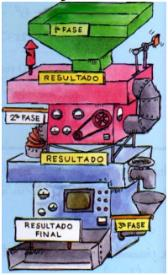 1ª FASE
RESULTADO
2ª FASE
RESULTADO
RESULTADO
FINAL
3ª FASE